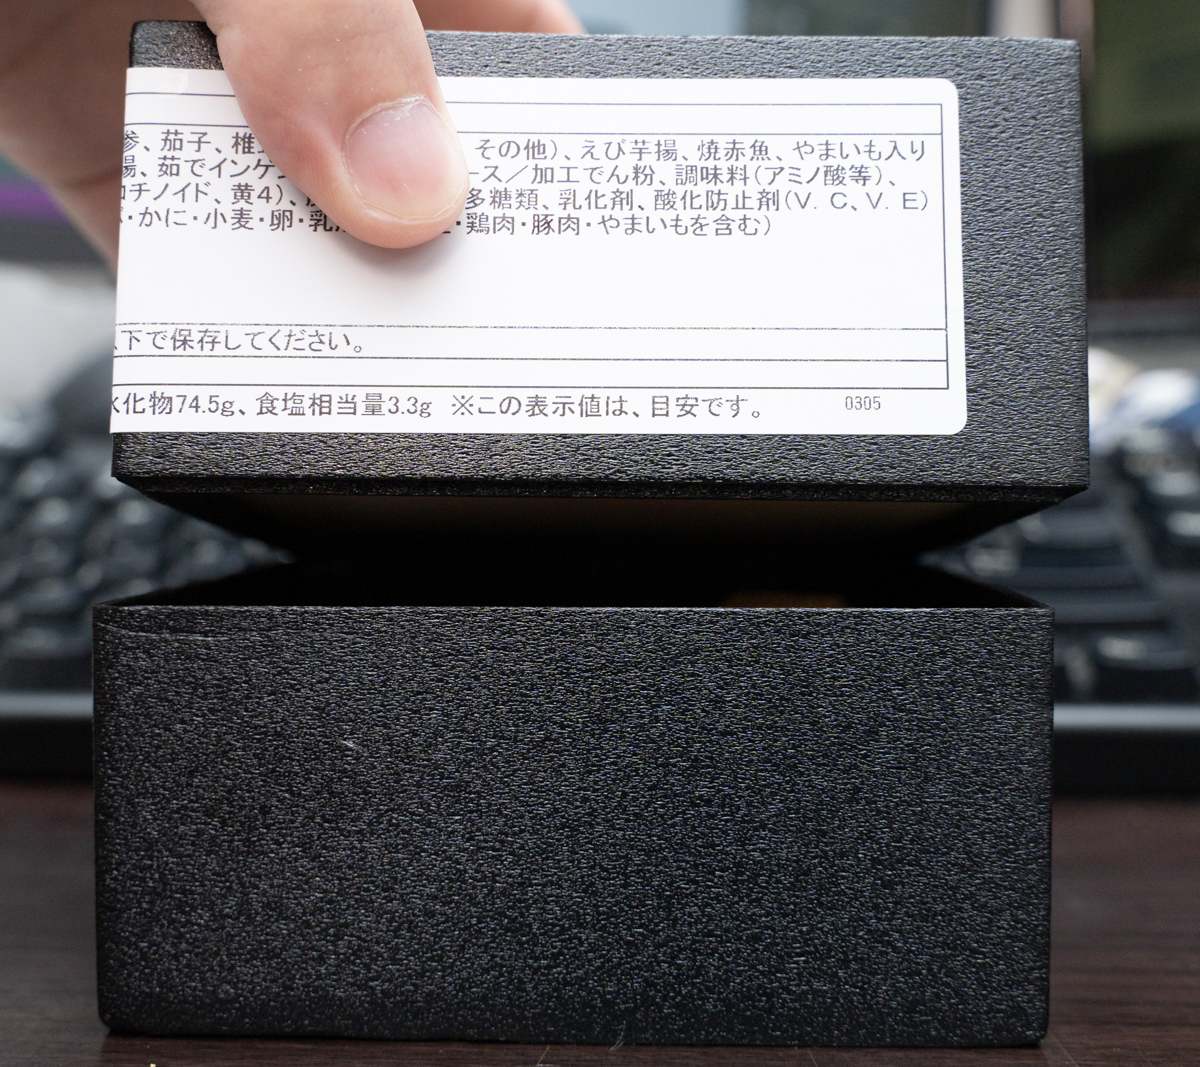 、茄子、椎 その他）、えび芋揚、焼赤魚、やまいも入り
揚、茹でインゲン ース／加工でん粉、調味料（アミノ酸等）、
ロチノイド、黄４）、 多糖類、乳化剤、酸化防止剤（V. C、V. E）
・かに・小麦・卵・乳 ・鶏肉・豚肉・やまいもを含む）
下で保存してください。
水化物74.5g、食塩相当量3.3g ※この表示値は、目安です。
0305